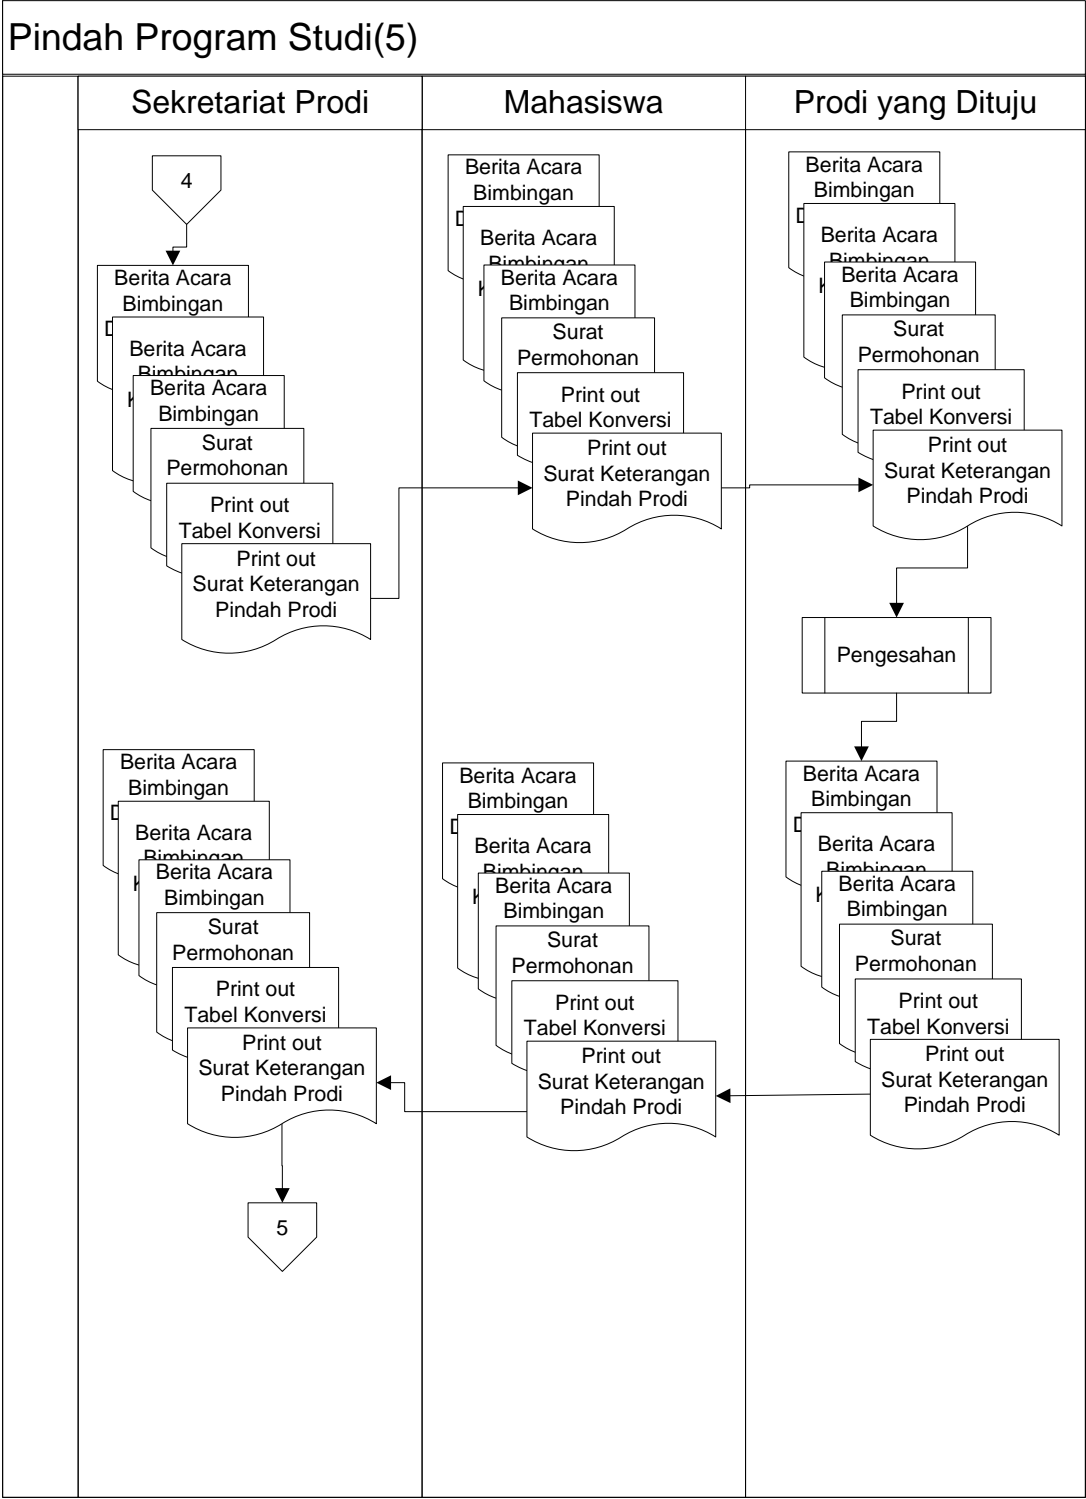 Pindah Program Studi(5)
Sekretariat Prodi
Mahasiswa
Prodi yang Dituju
4
Berita Acara
Bimbingan
Berita Acara
Bimbingan
Berita Acara
Bimbingan
Surat
Permohonan
Print out
Tabel Konversi
Print out
Surat Keterangan
Pindah Prodi
Berita Acara
Bimbingan
Berita Acara
Bimbingan
Berita Acara
Bimbingan
Surat
Permohonan
Print out
Tabel Konversi
Print out
Surat Keterangan
Pindah Prodi
Berita Acara
Bimbingan
Berita Acara
Bimbingan
Berita Acara
Bimbingan
Surat
Permohonan
Print out
Tabel Konversi
Print out
Surat Keterangan
Pindah Prodi
Pengesahan
Berita Acara
Bimbingan
Berita Acara
Bimbingan
Berita Acara
Bimbingan
Surat
Permohonan
Print out
Tabel Konversi
Print out
Surat Keterangan
Pindah Prodi
Berita Acara
Bimbingan
Berita Acara
Bimbingan
Berita Acara
Bimbingan
Surat
Permohonan
Print out
Tabel Konversi
Print out
Surat Keterangan
Pindah Prodi
Berita Acara
Bimbingan
Berita Acara
Bimbingan
Berita Acara
Bimbingan
Surat
Permohonan
Print out
Tabel Konversi
Print out
Surat Keterangan
Pindah Prodi
5